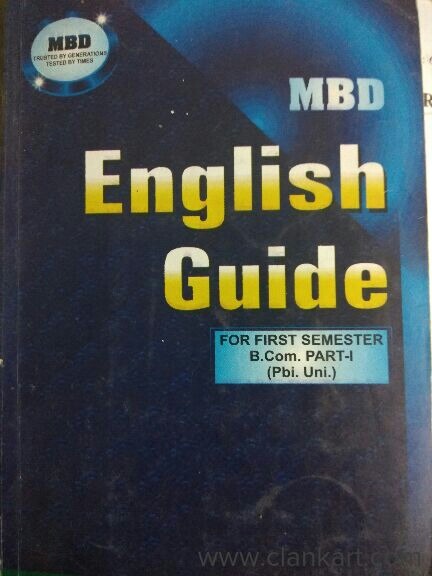 MBD
TRUSTED BY GENERATIONS
TESTED BY TIMES
MBD
English
Guide
FOR FIRST SEMESTER
B.Com. PART-I
(Pbi. Uni.)
www.clankart.com